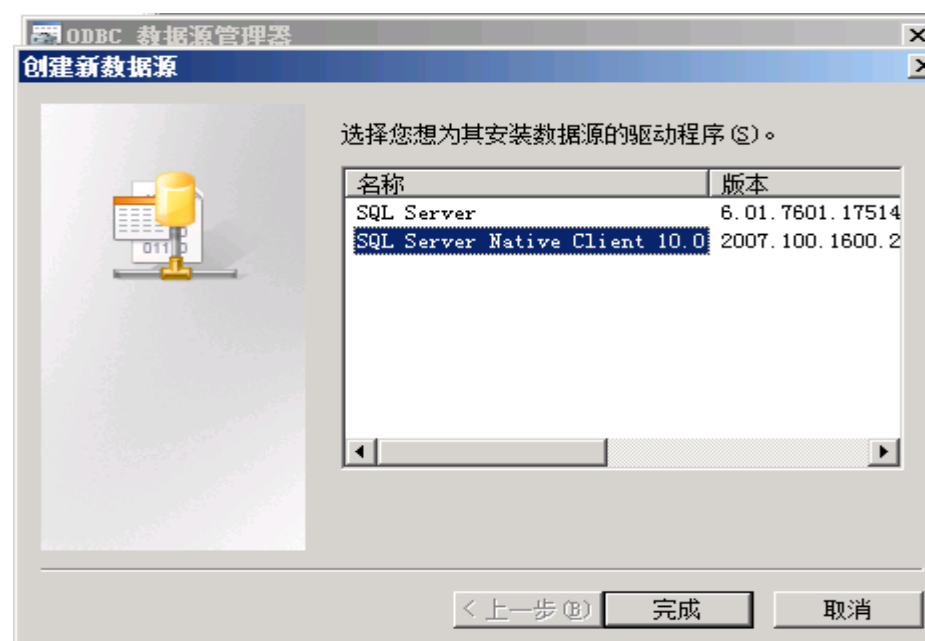 ODBC 数据源管理器
创建新数据源
选择您想为其安装数据源的驱动程序(S)。
名称 版本
SQL Server 6.01.7601.17514
SQL Server Native Client 10.0 2007.100.1600.2
< 上一步(B) 完成 取消